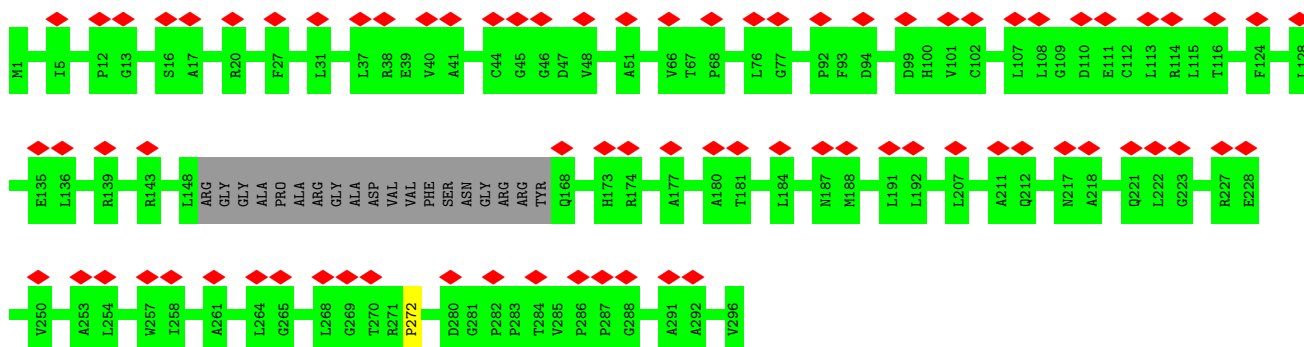 M1 I5 P12 G13 S16 A17 R20 F27 L31 L37 R38 E39 V40 A41 C44 G45 G46 D47 V48 A51 V66 T67 P68 L76 G77 P92 F93 D94 D99 H100 V101 C102 L107 L108 G109 D110 E111 C112 L113 R114 L115 T116 F124 L128
E135 L136 R139 R143 L148 ARG GLY GLY ALA PRO ALA ARG GLY ALA ASP VAL VAL PHE SER ASN GLY ARG ARG TYR Q168 H173 R174 A177 A180 T181 L184 N187 M188 L191 L192 L207 A211 Q212 N217 A218 Q221 L222 G223 R227 E228
V250 A253 L254 W257 I258 A261 L264 G265 L268 G269 T270 R271 P272 D280 G281 P282 P283 T284 V285 P286 P287 G288 A291 A292 V296